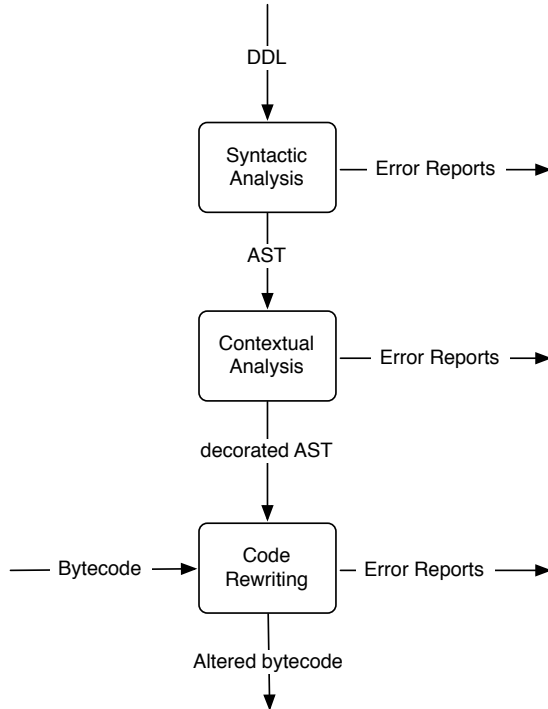 DDL
Syntactic
Analysis
Error Reports
AST
Contextual
Analysis
Error Reports
decorated AST
Bytecode
Code
Rewriting
Error Reports
Altered bytecode